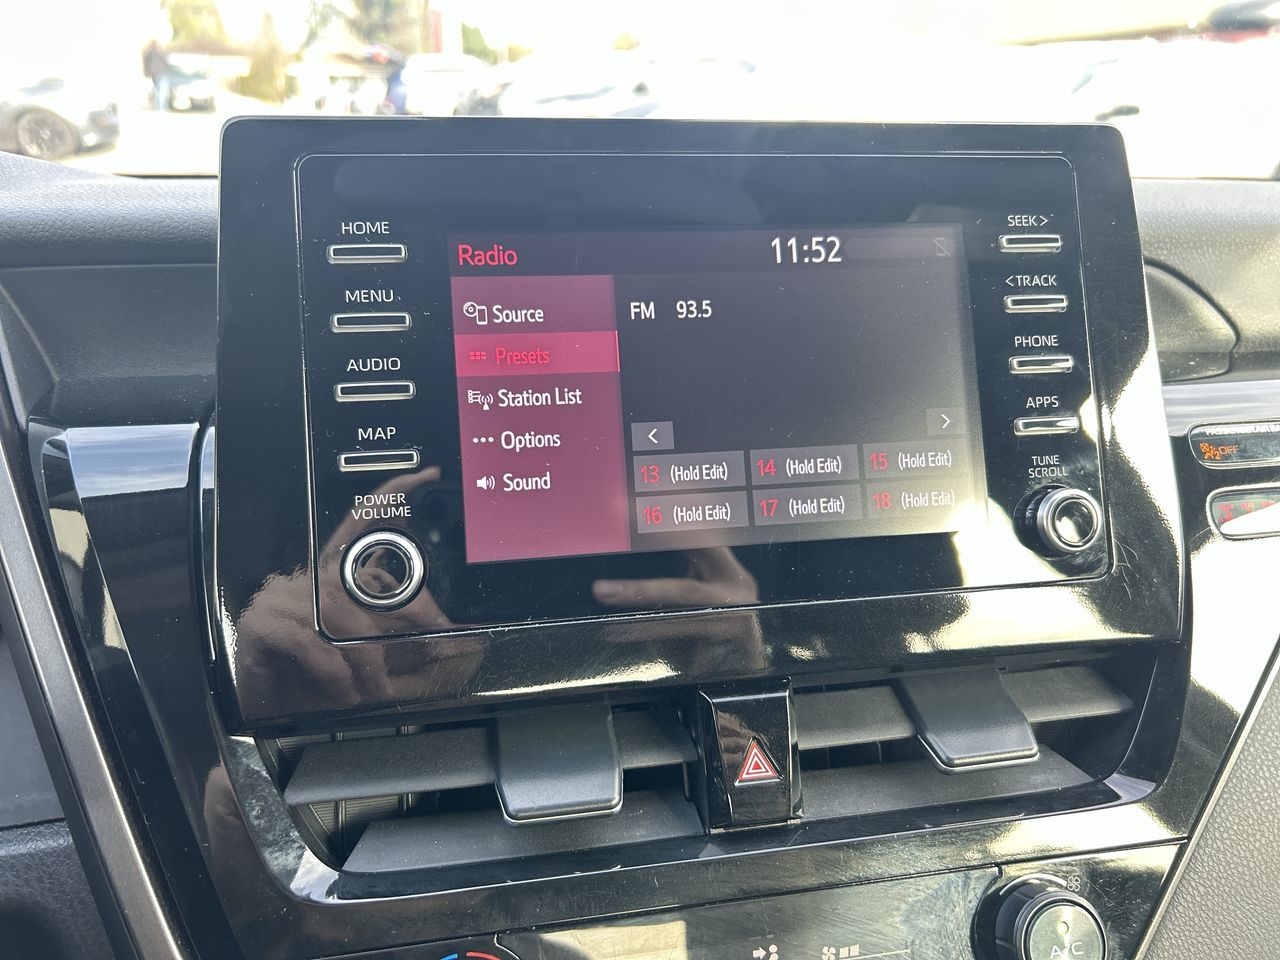 HOME
MENU
AUDIO
MAP
POWER
VOLUME
Radio
11:52
Source
Presets
Station List
Options
Sound
FM 93.5
<
>
13 (Hold Edit)
14 (Hold Edit)
15 (Hold Edit)
16 (Hold Edit)
17 (Hold Edit)
18 (Hold Edit)
SEEK >
< TRACK
PHONE
APPS
TUNE
SCROLL
OFF
A/C